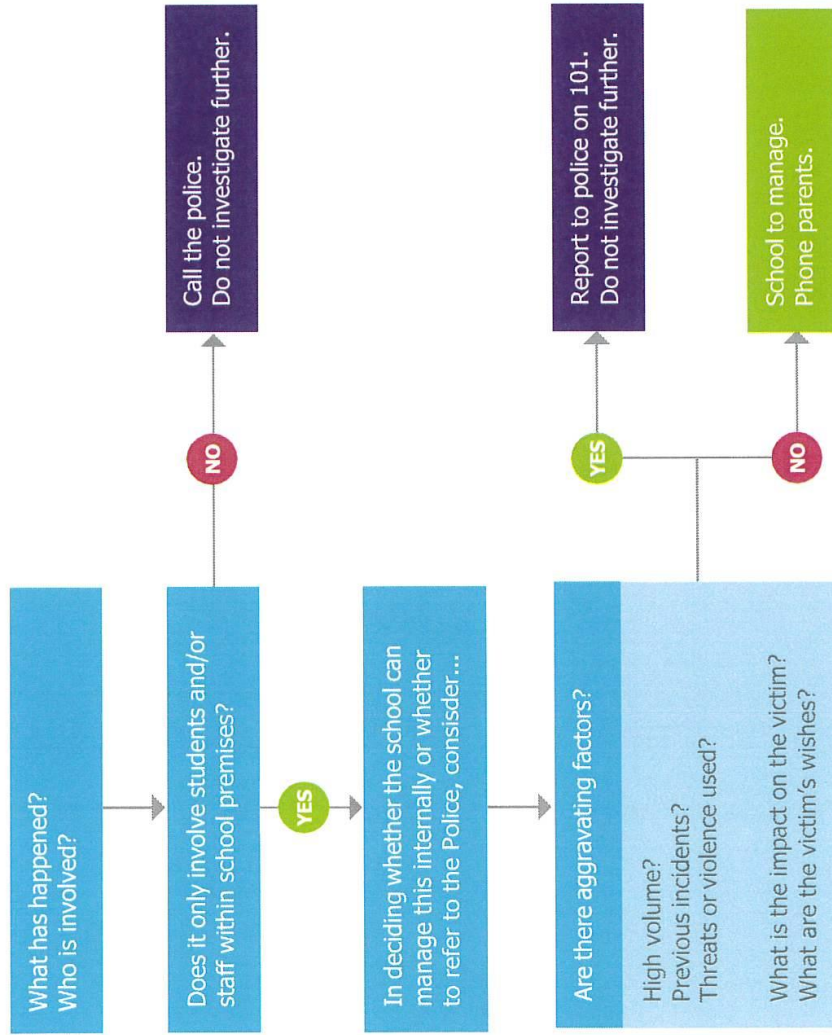 What has happened?
Who is involved?
Does it only involve students and/or
staff within school premises?
NO
Call the police.
Do not investigate further.
YES
In deciding whether the school can
manage this internally or whether
to refer to the Police, consisder...
Are there aggravating factors?
High volume?
Previous incidents?
Threats or violence used?
What is the impact on the victim?
What are the victim's wishes?
YES
Report to police on 101.
Do not investigate further.
NO
School to manage.
Phone parents.